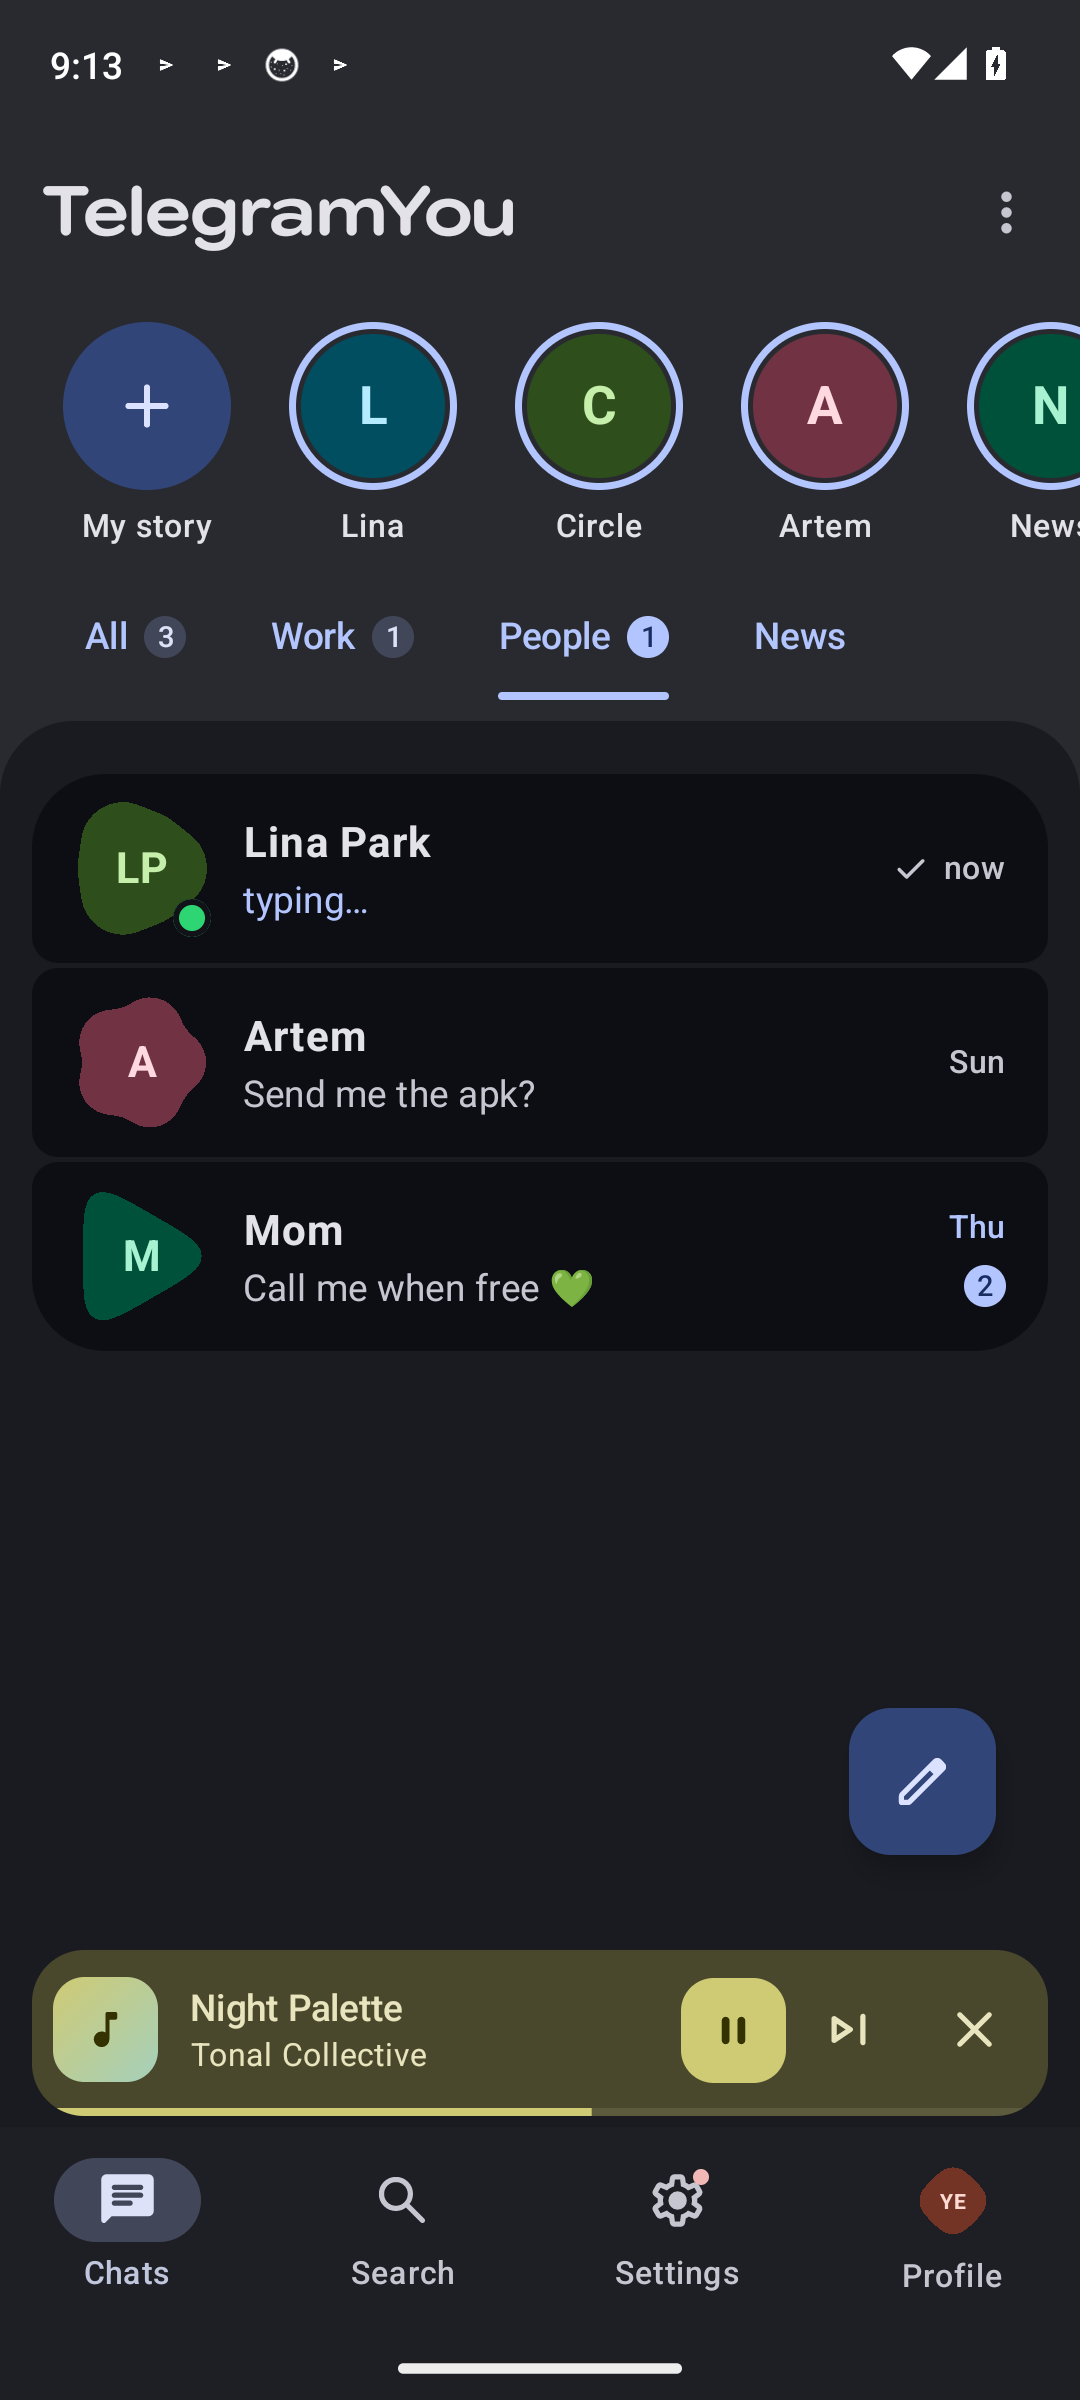 9:13
TelegramYou
L
C
A
N
My story
Lina
Circle
Artem
News
All 3
Work 1
People 1
News
LP
Lina Park
typing…
now
A
Artem
Send me the apk?
Sun
M
Mom
Call me when free 💚
Thu
2
Night Palette
Tonal Collective
YE
Chats
Search
Settings
Profile